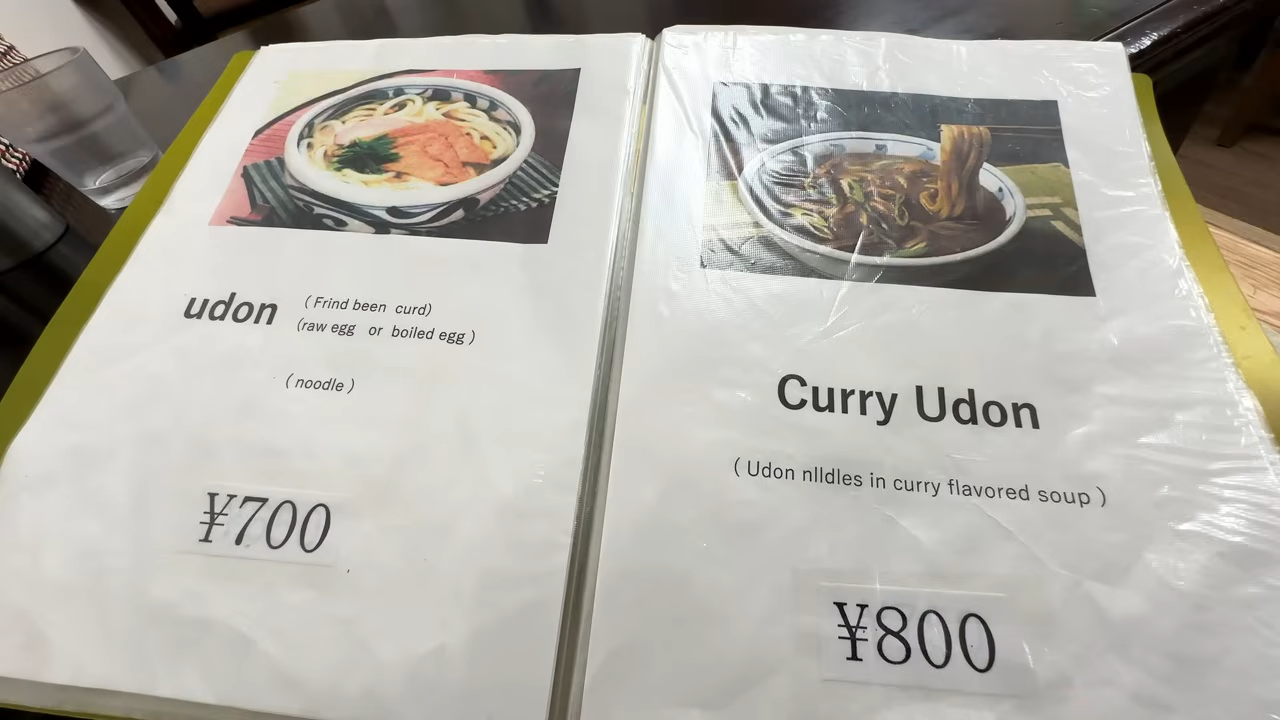 udon
( Frind been curd)
(raw egg or boiled egg )
( noodle )
¥700
Curry Udon
( Udon nlldles in curry flavored soup )
¥800